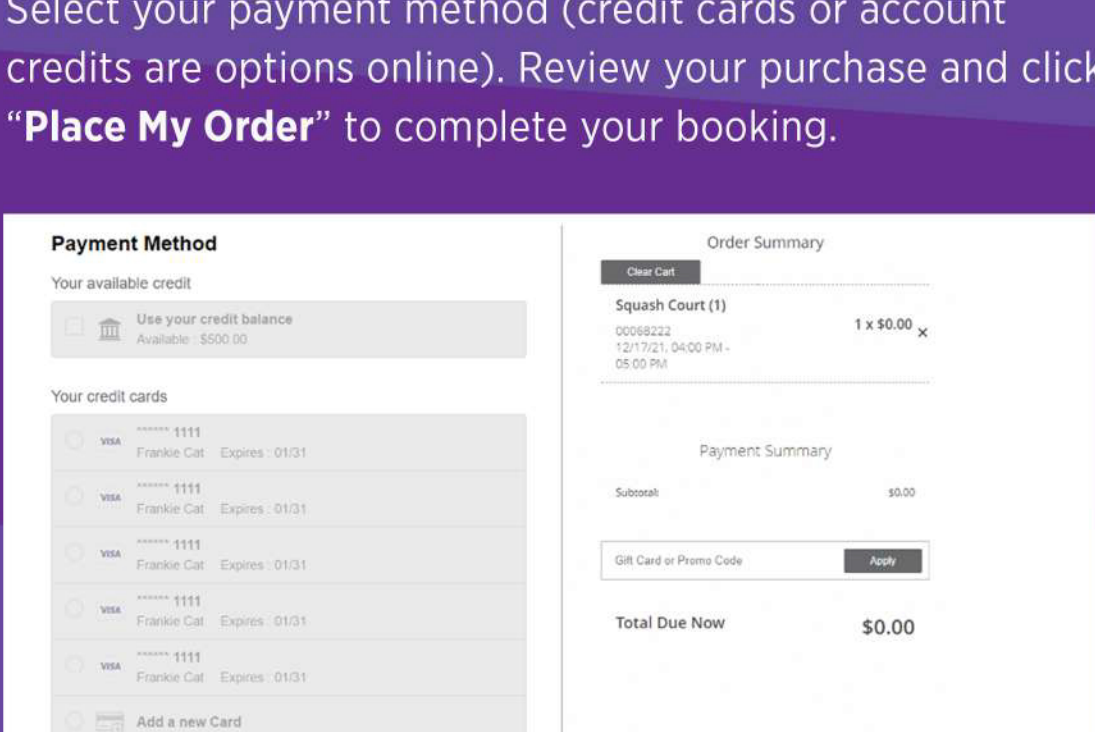 Select your payment method (credit cards or account
credits are options online). Review your purchase and click
“Place My Order” to complete your booking.
Payment Method
Your available credit
Use your credit balance
Available : $500.00
Your credit cards
VISA
****** 1111
Frankie Cat Expires : 01/31
VISA
****** 1111
Frankie Cat Expires : 01/31
VISA
****** 1111
Frankie Cat Expires : 01/31
VISA
****** 1111
Frankie Cat Expires : 01/31
VISA
****** 1111
Frankie Cat Expires : 01/31
Add a new Card
Order Summary
Clear Cart
Squash Court (1)
1 x $0.00 ×
00068222
12/17/21, 04:00 PM -
05:00 PM
Payment Summary
Subtotal: $0.00
Gift Card or Promo Code Apply
Total Due Now $0.00